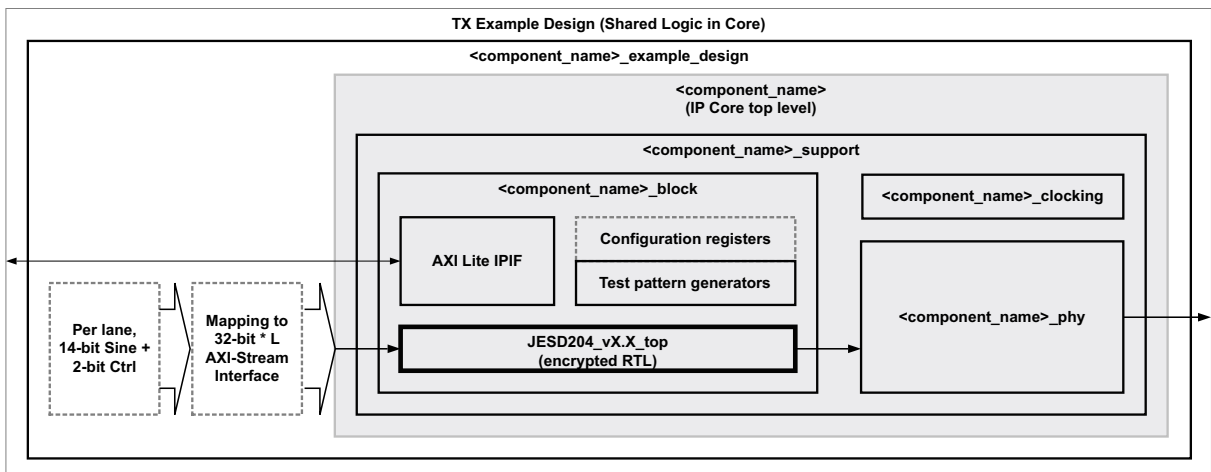 TX Example Design (Shared Logic in Core)
<component_name>_example_design
<component_name>
(IP Core top level)
<component_name>_support
<component_name>_block
<component_name>_clocking
AXI Lite IPIF
Configuration registers
Test pattern generators
Per lane,
14-bit Sine +
2-bit Ctrl
Mapping to
32-bit * L
AXI-Stream
Interface
JESD204_vX.X_top
(encrypted RTL)
<component_name>_phy